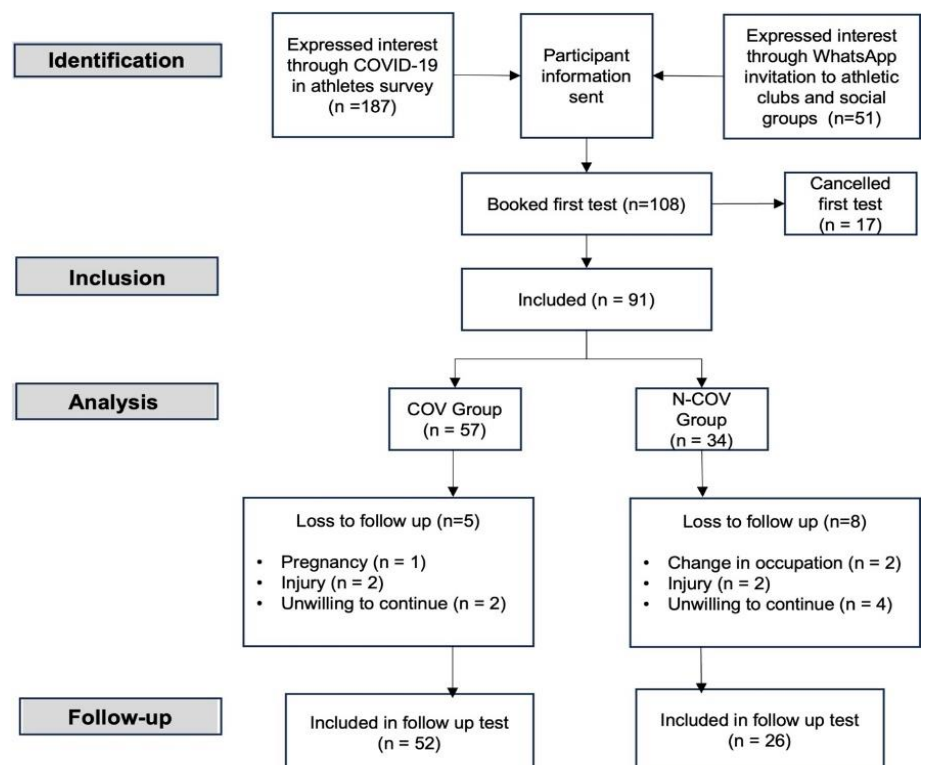 Identification
Expressed interest
through COVID-19
in athletes survey
(n =187)
Participant
information
sent
Expressed interest
through WhatsApp
invitation to athletic
clubs and social
groups (n=51)
Booked first test (n=108)
Cancelled
first test
(n = 17)
Inclusion
Included (n = 91)
Analysis
COV Group
(n = 57)
N-COV
Group
(n = 34)
Loss to follow up (n=5)
• Pregnancy (n = 1)
• Injury (n = 2)
• Unwilling to continue (n = 2)
Loss to follow up (n=8)
• Change in occupation (n = 2)
• Injury (n = 2)
• Unwilling to continue (n = 4)
Follow-up
Included in follow up test
(n = 52)
Included in follow up test
(n = 26)